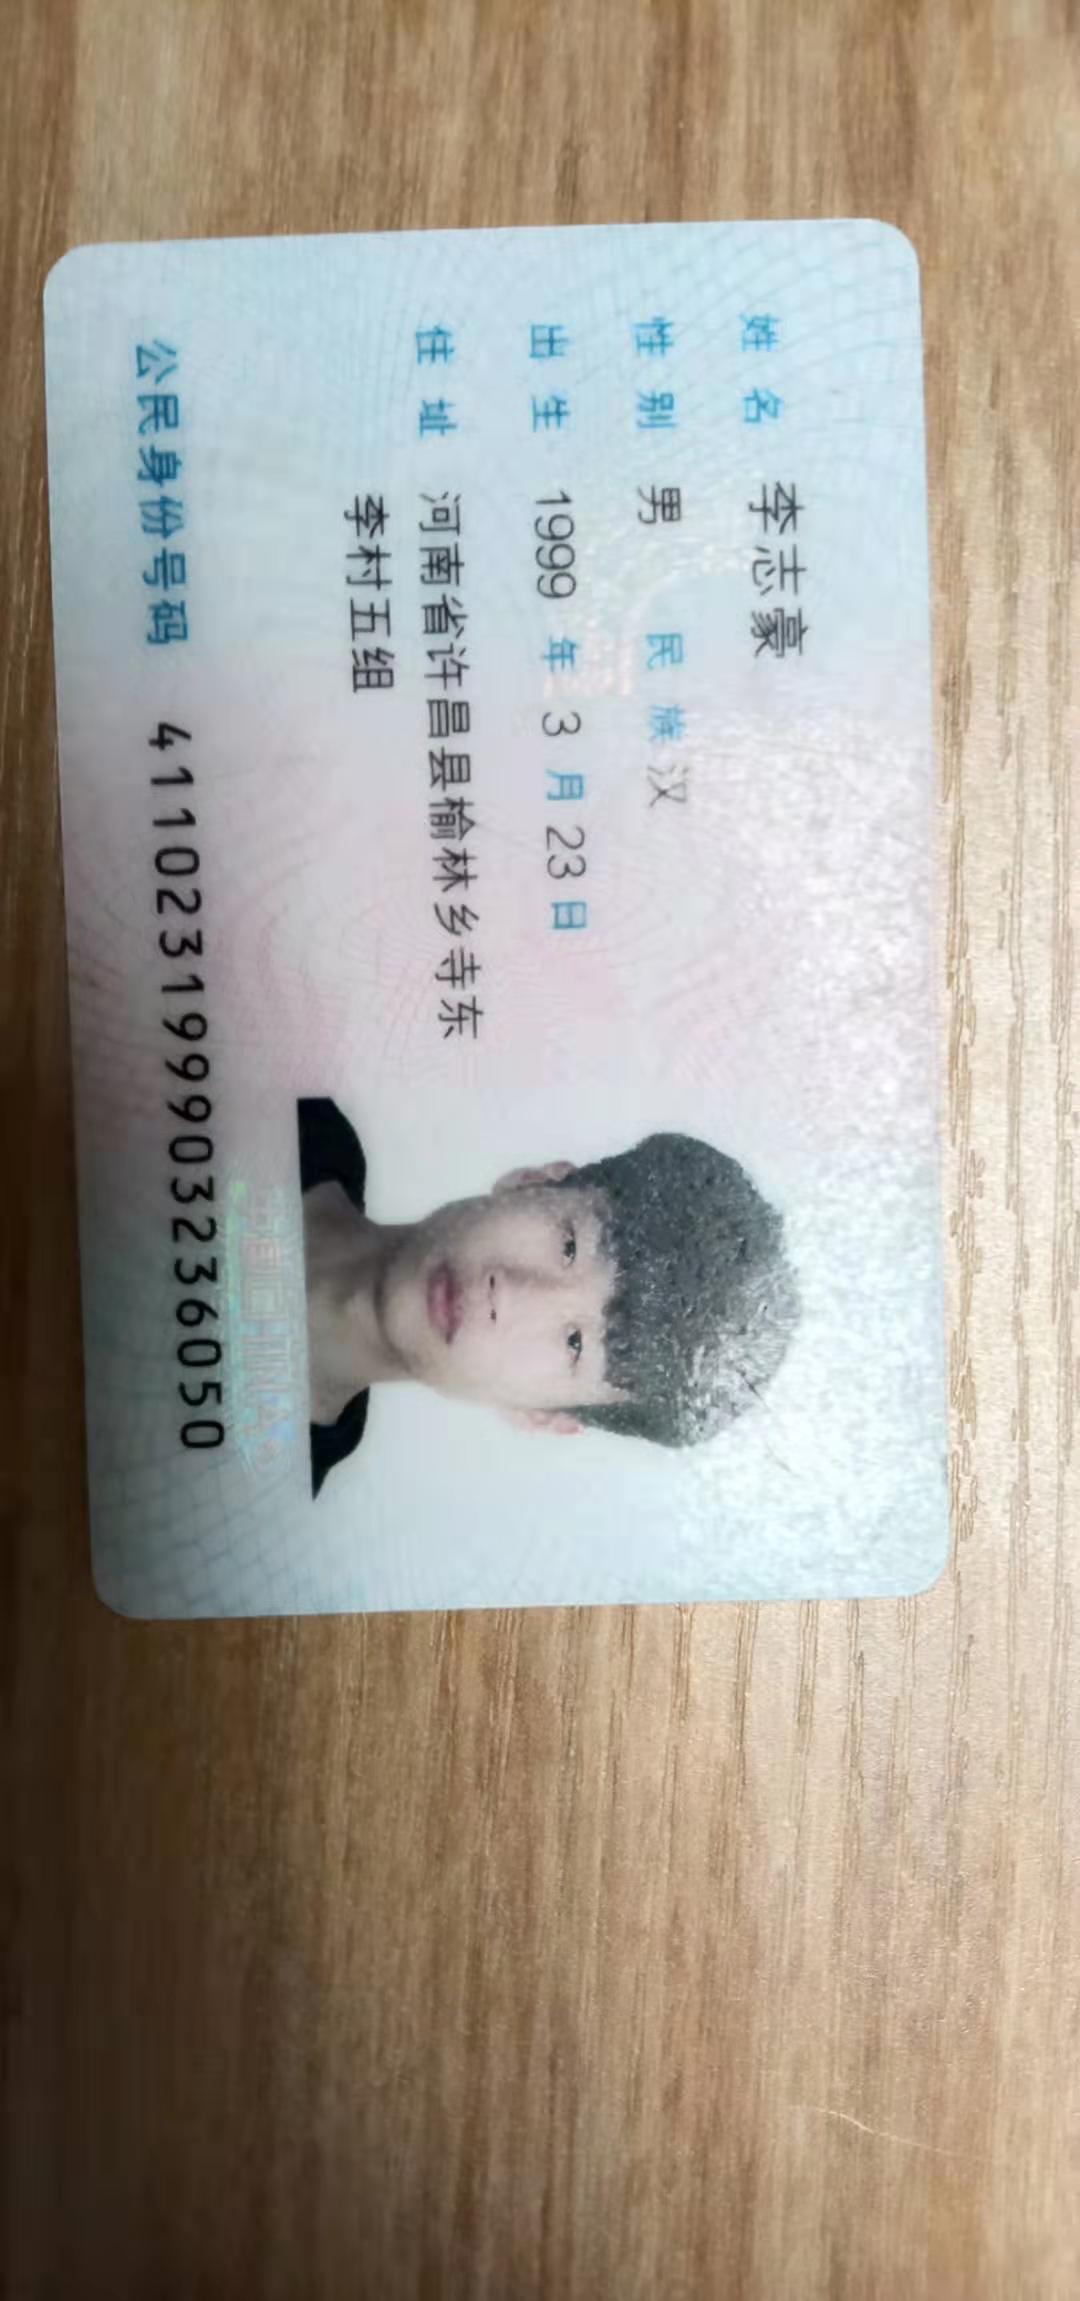 姓名 李志豪
性别 男 民族 汉
出生 1999 年 3 月 23 日
住址 河南省许昌县榆林乡寺东
李村五组
公民身份号码 411023199903236050